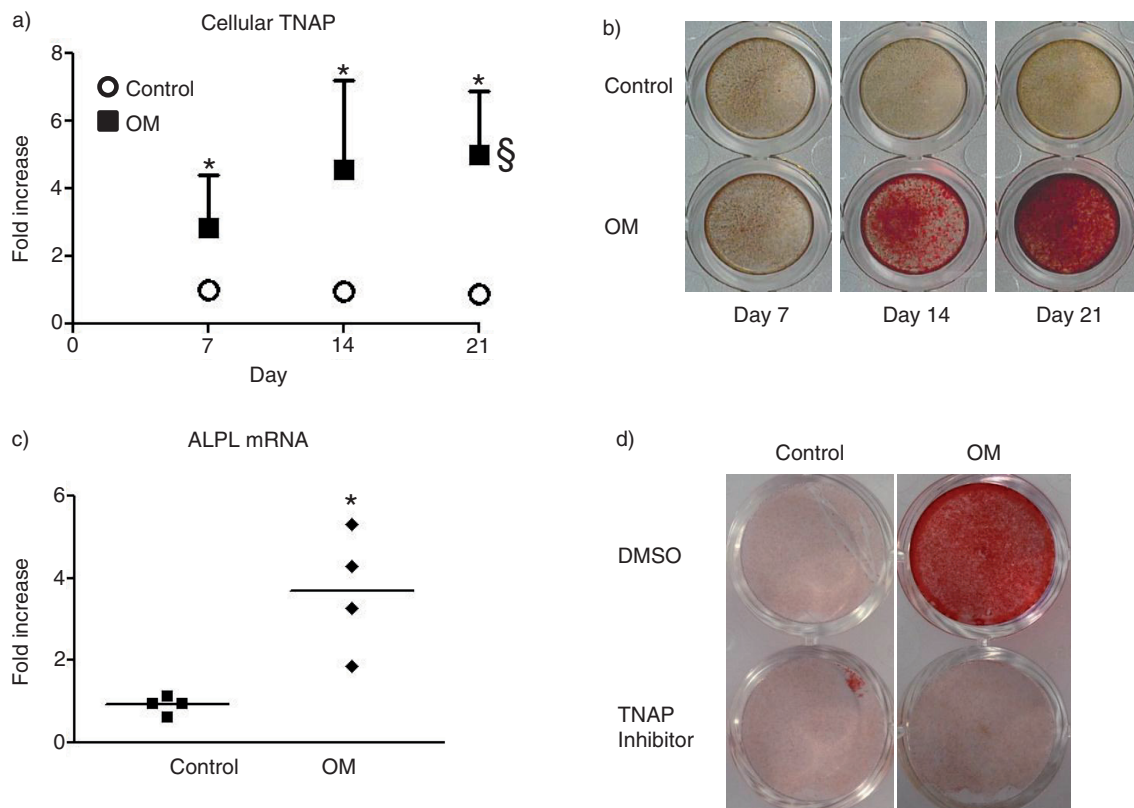 a)
Cellular TNAP
8
6
4
2
0
Fold increase
Control
OM
*
*
*
§
0
7
14
21
Day
b)
Control
OM
Day 7
Day 14
Day 21
c)
ALPL mRNA
6
4
2
0
Fold increase
*
Control
OM
d)
Control
OM
DMSO
TNAP
Inhibitor